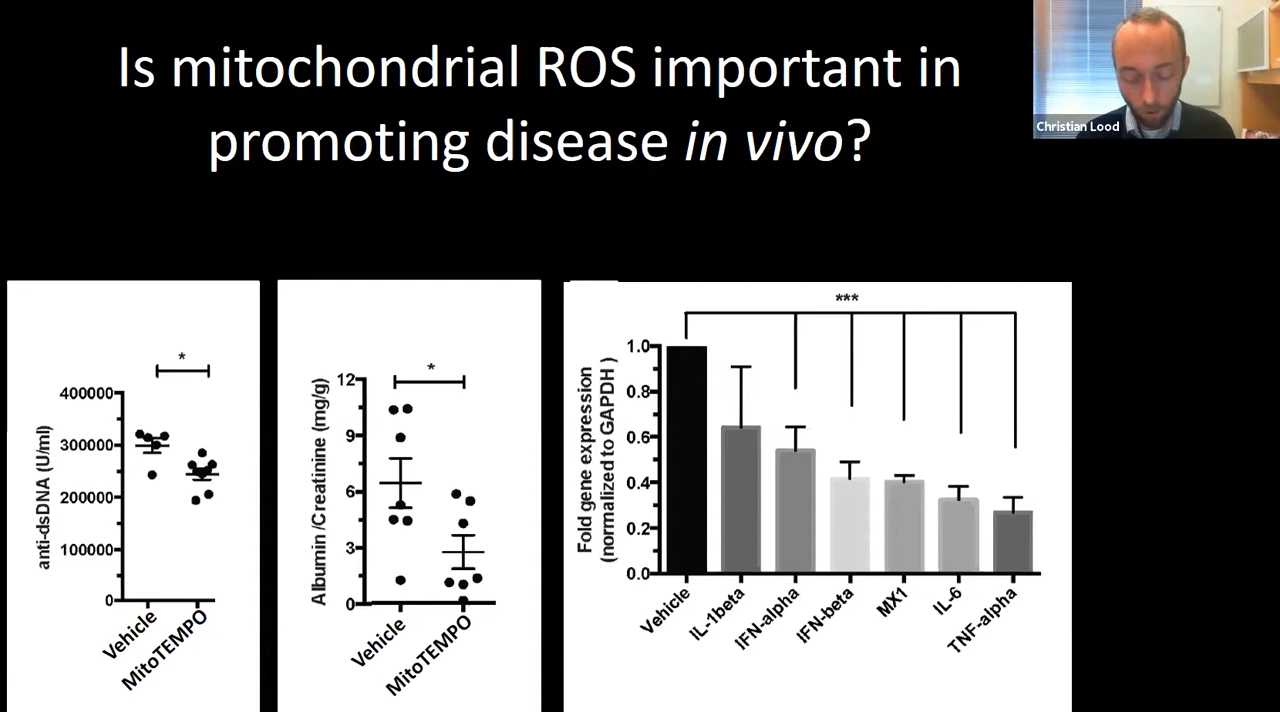 Is mitochondrial ROS important in
promoting disease in vivo?
Christian Lood
*
400000
300000
200000
100000
0
anti-dsDNA (U/ml)
Vehicle
MitoTEMPO
*
12
9
6
3
0
Albumin /Creatinine (mg/g)
Vehicle
MitoTEMPO
***
1.0
0.8
0.6
0.4
0.2
0.0
Fold gene expression
(normalized to GAPDH )
Vehicle
IL-1beta
IFN-alpha
IFN-beta
MX1
IL-6
TNF-alpha